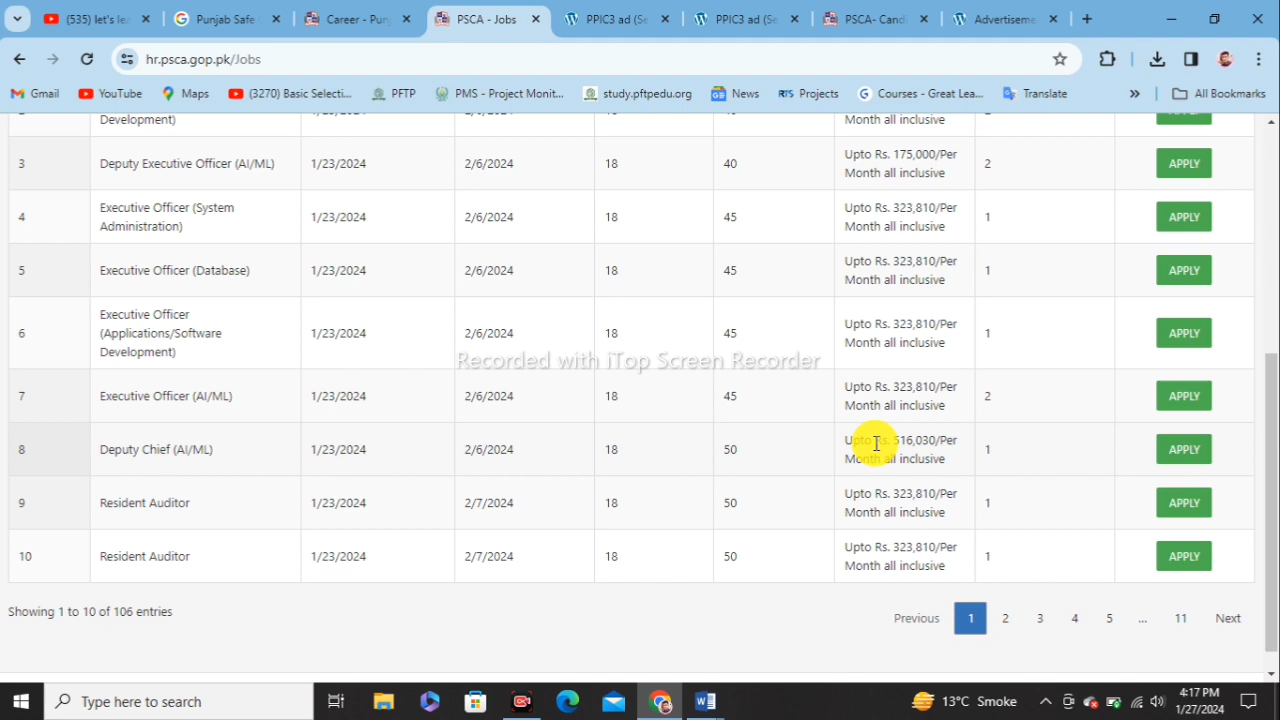 (535) let's le
Punjab Safe
Career - Pun
PSCA - Jobs
PPIC3 ad (Se
PPIC3 ad (Se
PSCA- Cand
Advertiseme
hr.psca.gop.pk/Jobs
Gmail
YouTube
Maps
(3270) Basic Selecti...
PFTP
PMS - Project Monit...
study.pftpedu.org
News
RTS Projects
Courses - Great Lea...
Translate
»
All Bookmarks
Development)
Month all inclusive
3
Deputy Executive Officer (AI/ML)
1/23/2024
2/6/2024
18
40
Upto Rs. 175,000/Per
Month all inclusive
2
APPLY
4
Executive Officer (System
Administration)
1/23/2024
2/6/2024
18
45
Upto Rs. 323,810/Per
Month all inclusive
1
APPLY
5
Executive Officer (Database)
1/23/2024
2/6/2024
18
45
Upto Rs. 323,810/Per
Month all inclusive
1
APPLY
6
Executive Officer
(Applications/Software
Development)
1/23/2024
2/6/2024
18
45
Upto Rs. 323,810/Per
Month all inclusive
1
APPLY
Recorded with iTop Screen Recorder
7
Executive Officer (AI/ML)
1/23/2024
2/6/2024
18
45
Upto Rs. 323,810/Per
Month all inclusive
2
APPLY
8
Deputy Chief (AI/ML)
1/23/2024
2/6/2024
18
50
Upto Rs. 516,030/Per
Month all inclusive
1
APPLY
9
Resident Auditor
1/23/2024
2/7/2024
18
50
Upto Rs. 323,810/Per
Month all inclusive
1
APPLY
10
Resident Auditor
1/23/2024
2/7/2024
18
50
Upto Rs. 323,810/Per
Month all inclusive
1
APPLY
Showing 1 to 10 of 106 entries
Previous 1 2 3 4 5 ... 11 Next
Type here to search
13°C Smoke
4:17 PM
1/27/2024